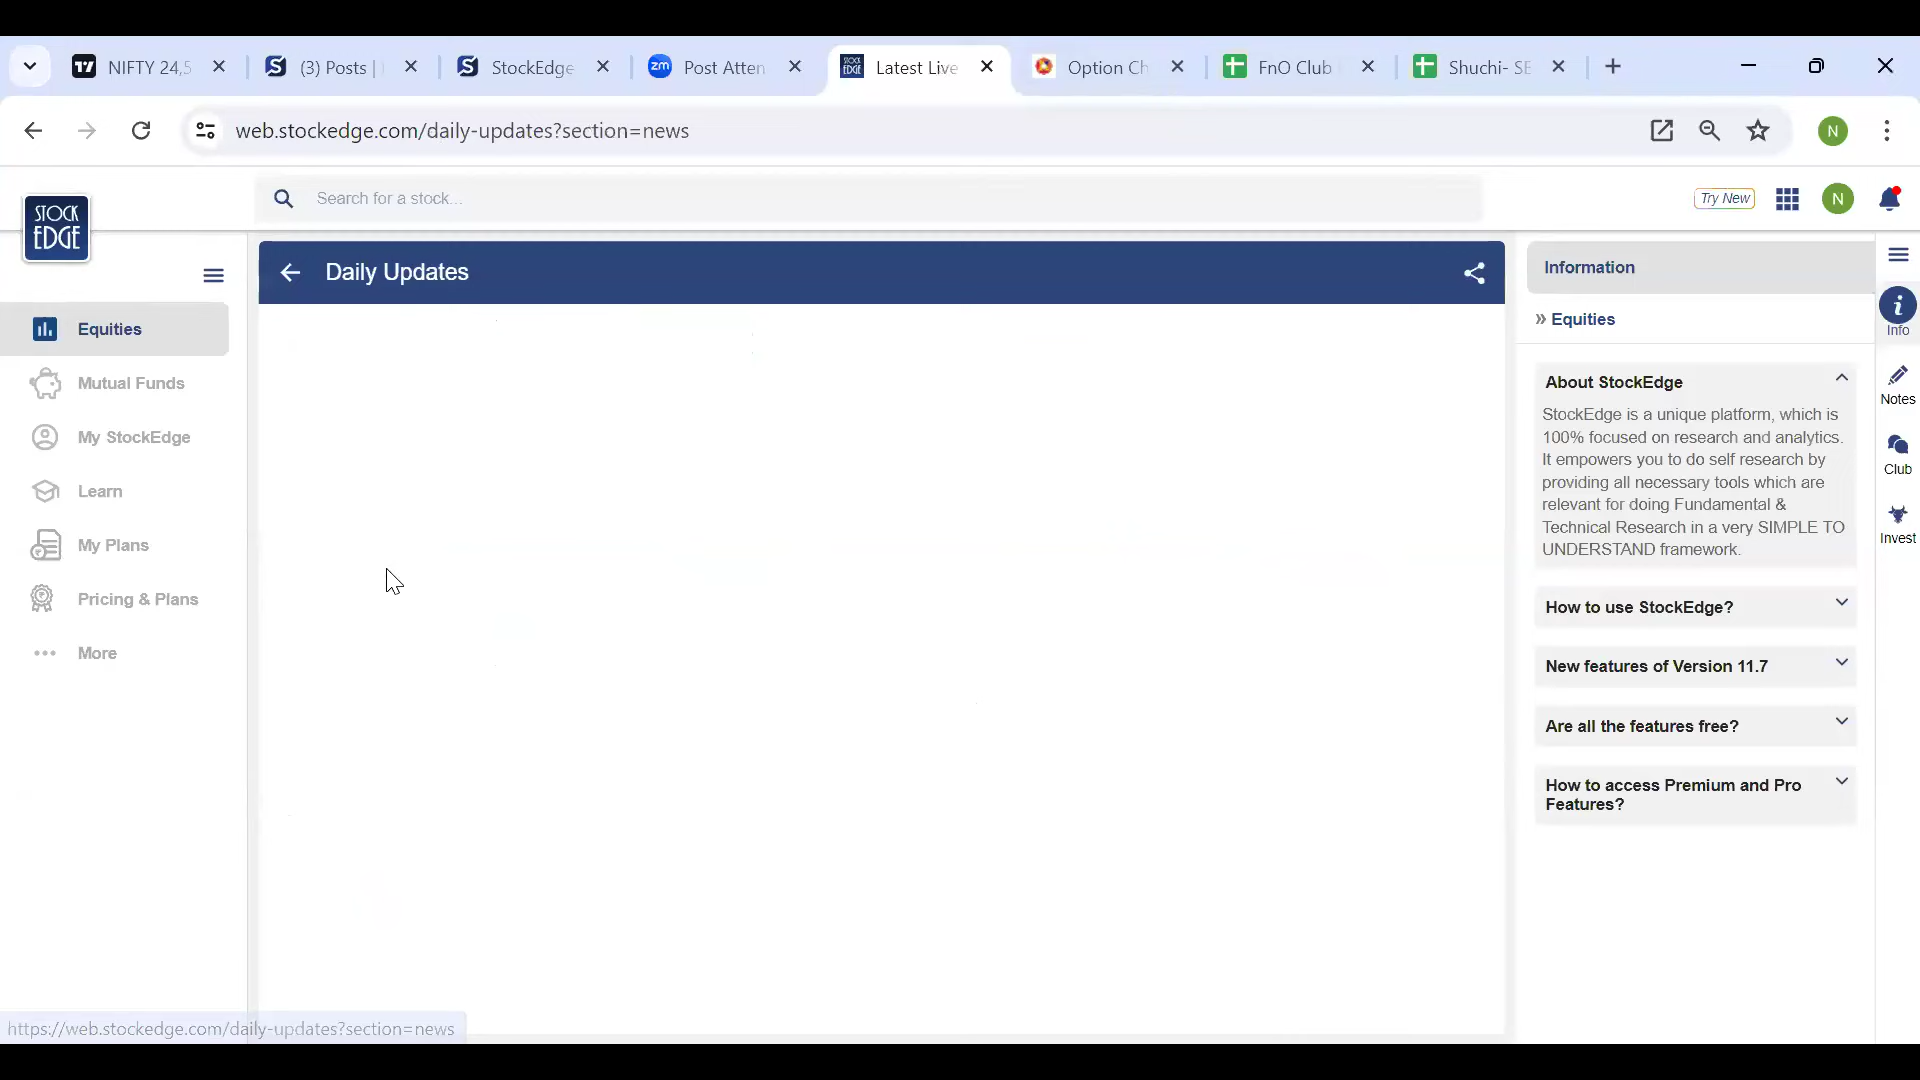 NIFTY 24,5
(3) Posts |
StockEdge
zm
Post Atten
Latest Live
Option Ch
FnO Club
Shuchi- SE
web.stockedge.com/daily-updates?section=news
N
STOCK
EDGE
Search for a stock...
Try New
N
Daily Updates
Equities
Mutual Funds
My StockEdge
Learn
My Plans
Pricing & Plans
More
Information
» Equities
About StockEdge
StockEdge is a unique platform, which is
100% focused on research and analytics.
It empowers you to do self research by
providing all necessary tools which are
relevant for doing Fundamental &
Technical Research in a very SIMPLE TO
UNDERSTAND framework.
How to use StockEdge?
New features of Version 11.7
Are all the features free?
How to access Premium and Pro
Features?
Info
Notes
Club
Invest
https://web.stockedge.com/daily-updates?section=news